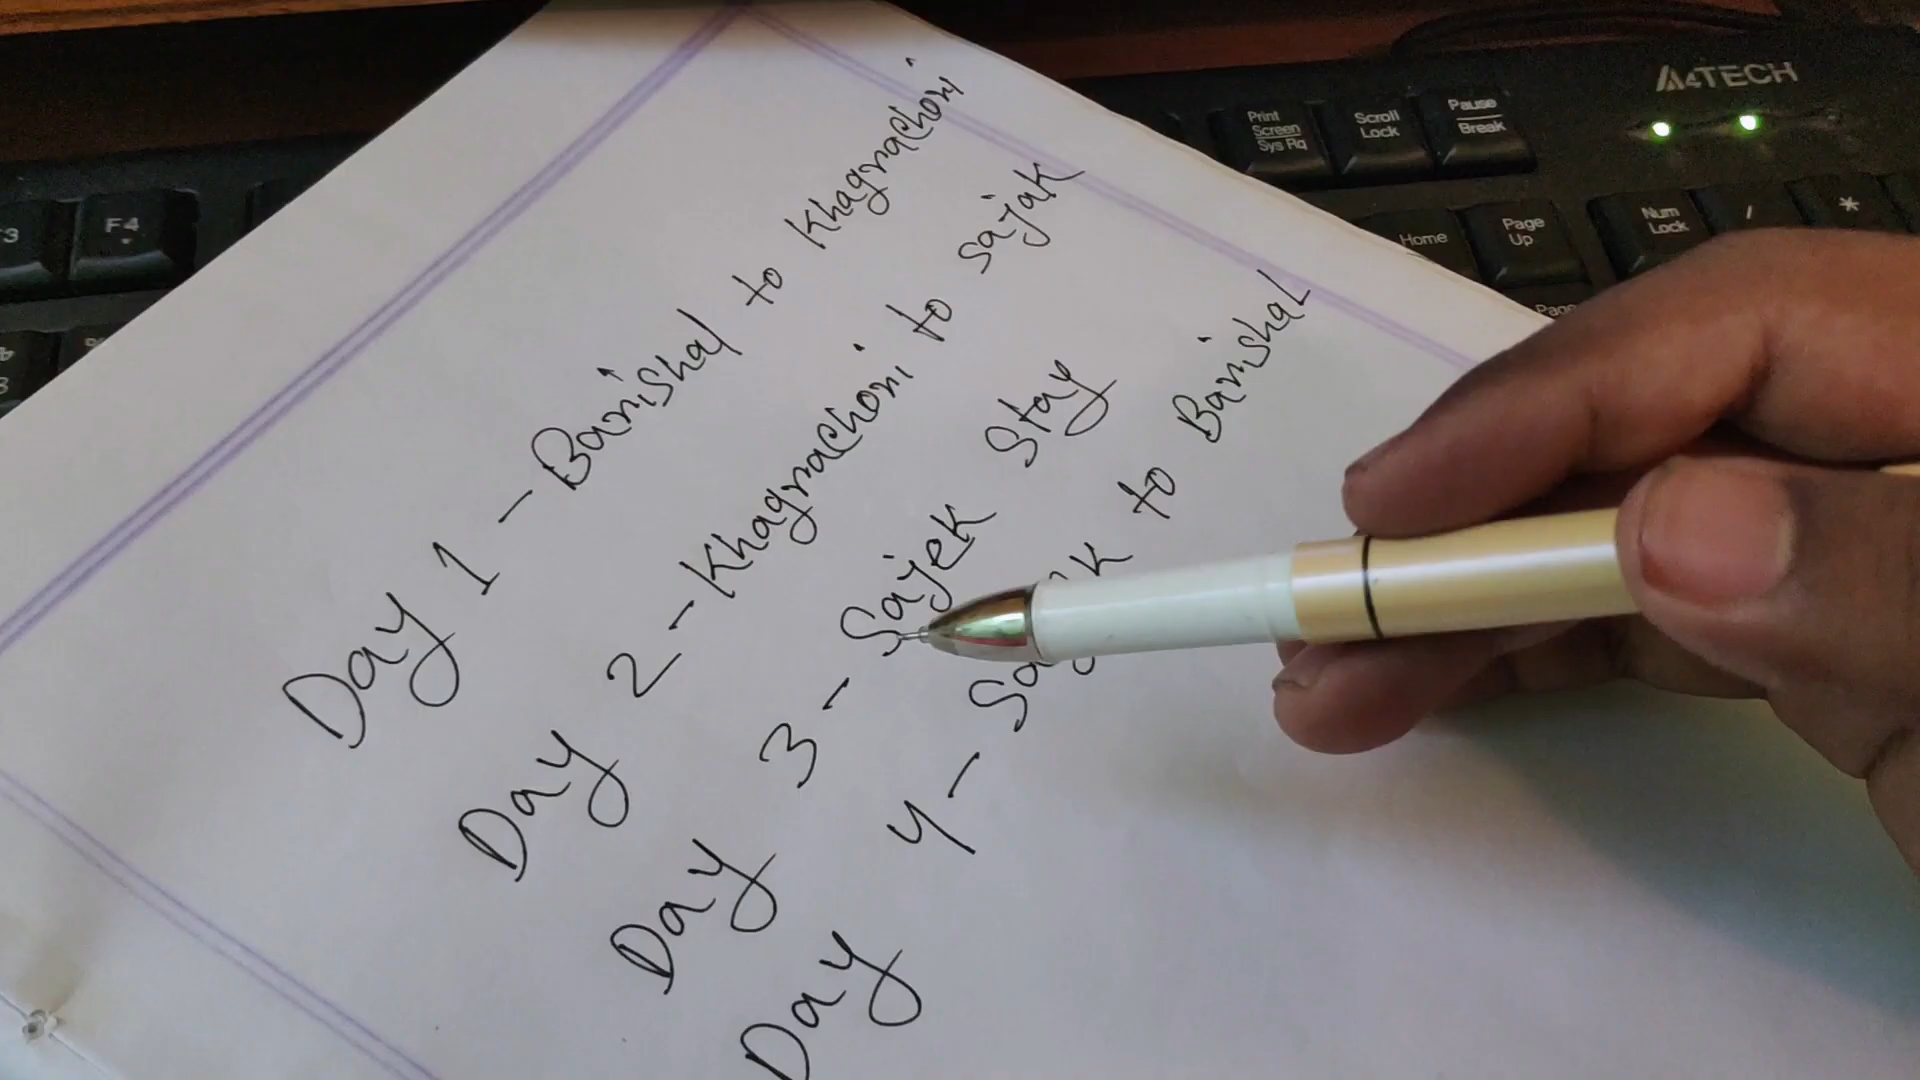 Day 1 - Barishal to Khagrachori
Day 2 - Khagrachori to Sajak
Day 3 - Sajek Stay
Day 4 - to Barishal
A4TECH
Print Screen Sys Rq
Scroll Lock
Pause Break
F4
Home
Page Up
Num Lock
/
*
Page